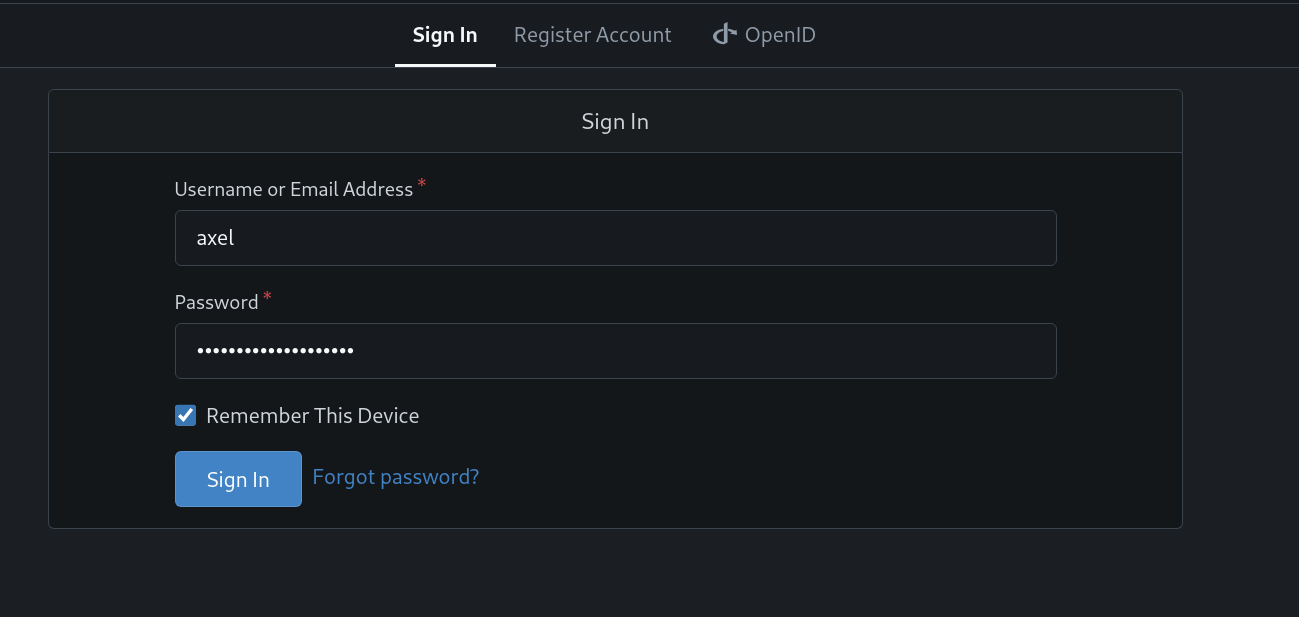 Sign In Register Account OpenID
Sign In
Username or Email Address *
axel
Password *
••••••••••••••••••••
Remember This Device
Sign In Forgot password?